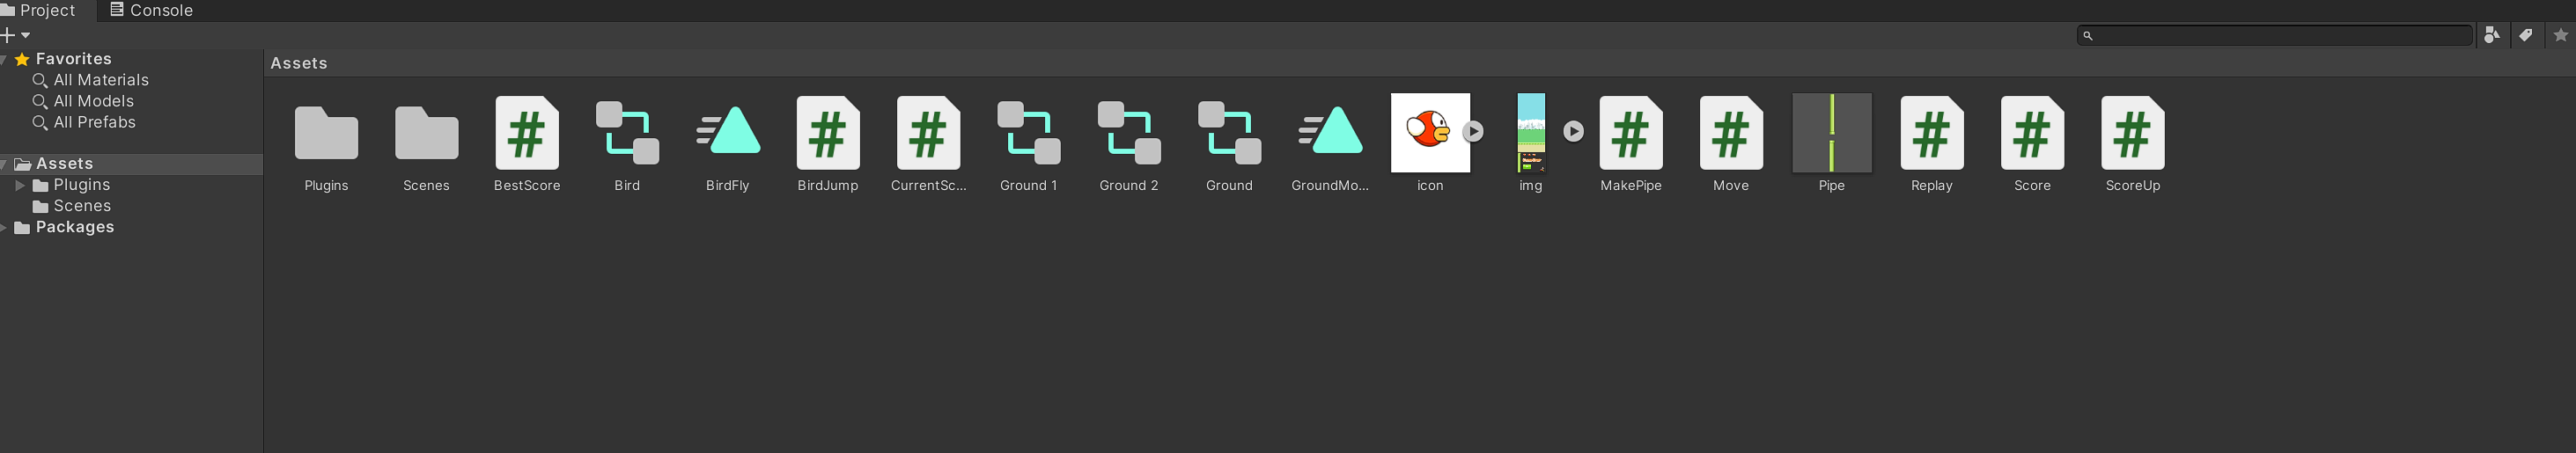 Project
Console
Favorites
All Materials
All Models
All Prefabs
Assets
Plugins
Scenes
Packages
Assets
Plugins
Scenes
BestScore
Bird
BirdFly
BirdJump
CurrentSc...
Ground 1
Ground 2
Ground
GroundMo...
icon
img
MakePipe
Move
Pipe
Replay
Score
ScoreUp